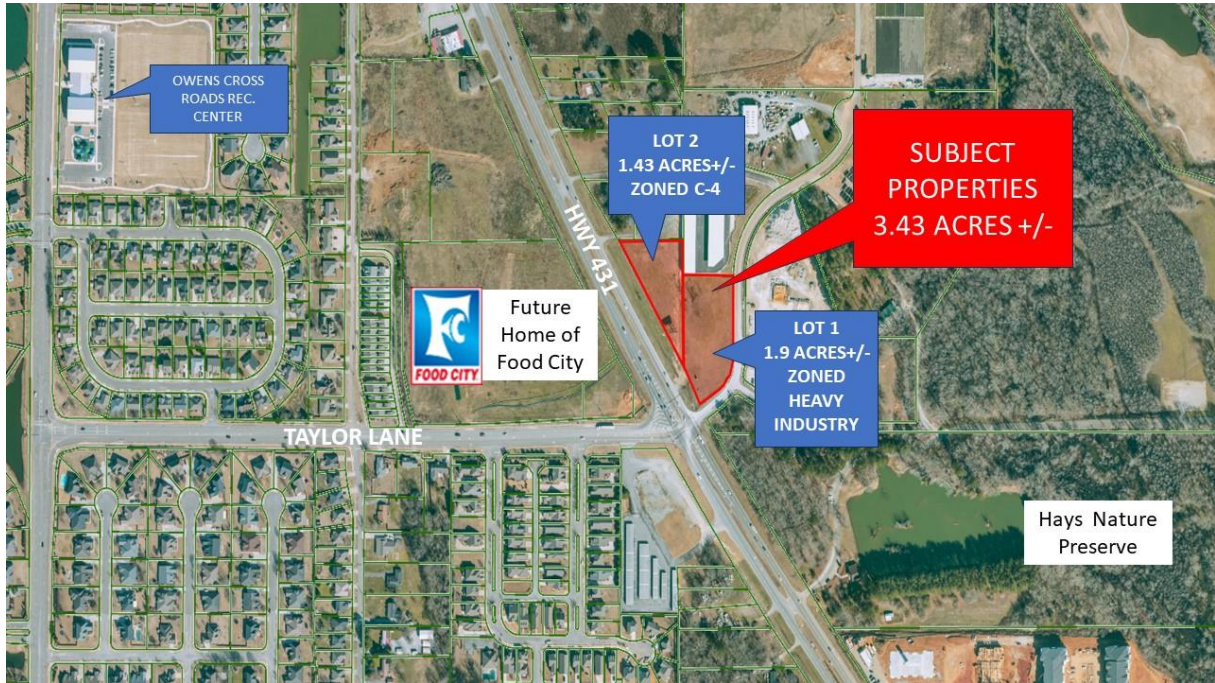 OWENS CROSS
ROADS REC.
CENTER
LOT 2
1.43 ACRES+/-
ZONED C-4
SUBJECT
PROPERTIES
3.43 ACRES +/-
HWY 431
FC
FOOD CITY
Future
Home of
Food City
LOT 1
1.9 ACRES+/-
ZONED
HEAVY
INDUSTRY
TAYLOR LANE
Hays Nature
Preserve